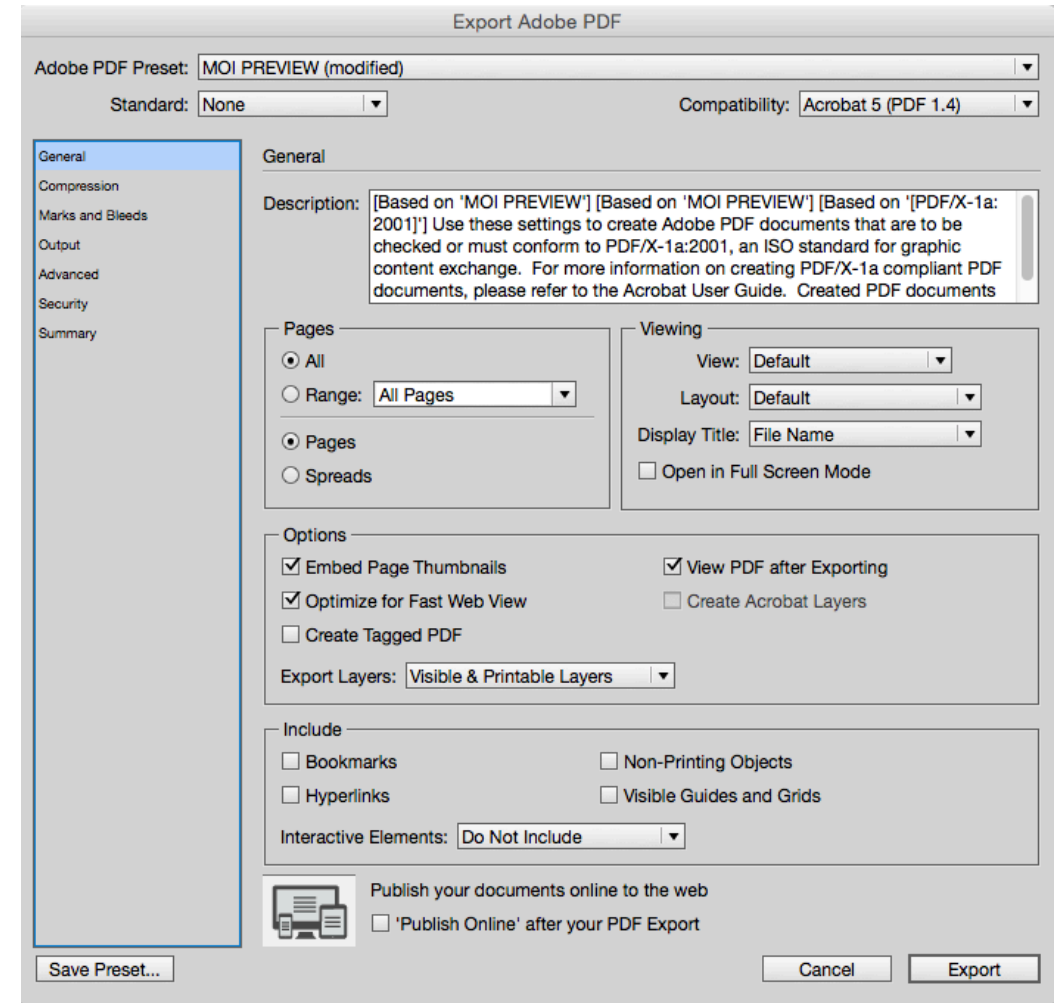 Export Adobe PDF
Adobe PDF Preset: MOI PREVIEW (modified)
Standard: None
Compatibility: Acrobat 5 (PDF 1.4)
General
Compression
Marks and Bleeds
Output
Advanced
Security
Summary
General
Description: [Based on 'MOI PREVIEW'] [Based on 'MOI PREVIEW'] [Based on '[PDF/X-1a:
2001]'] Use these settings to create Adobe PDF documents that are to be
checked or must conform to PDF/X-1a:2001, an ISO standard for graphic
content exchange.  For more information on creating PDF/X-1a compliant PDF
documents, please refer to the Acrobat User Guide.  Created PDF documents
Pages
All
Range: All Pages
Pages
Spreads
Viewing
View: Default
Layout: Default
Display Title: File Name
Open in Full Screen Mode
Options
Embed Page Thumbnails
View PDF after Exporting
Optimize for Fast Web View
Create Acrobat Layers
Create Tagged PDF
Export Layers: Visible & Printable Layers
Include
Bookmarks
Non-Printing Objects
Hyperlinks
Visible Guides and Grids
Interactive Elements: Do Not Include
Publish your documents online to the web
'Publish Online' after your PDF Export
Save Preset...
Cancel
Export